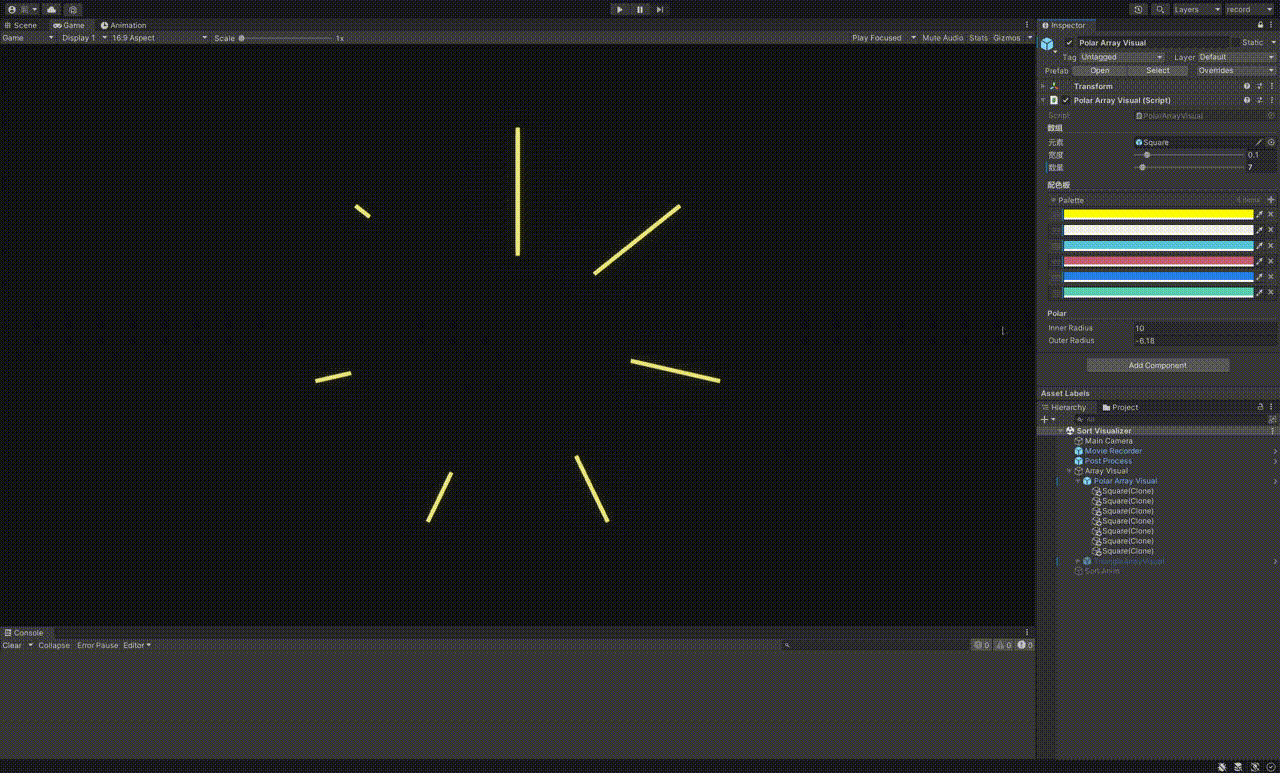 Layers record
Scene Game Animation
Game Display 1 16:9 Aspect Scale 1x Play Focused Mute Audio Stats Gizmos
Inspector
Polar Array Visual Static
Tag Untagged Layer Default
Prefab Open Select Overrides
Transform
Polar Array Visual (Script)
Script PolarArrayVisual
数组
元素 Square
宽度 0.1
数量 7
配色板
Palette 6 items
Polar
Inner Radius 10
Outer Radius -6.18
Add Component
Asset Labels
Hierarchy Project
All
Sort Visualizer
Main Camera
Movie Recorder
Post Process
Array Visual
Polar Array Visual
Square(Clone)
Square(Clone)
Square(Clone)
Square(Clone)
Square(Clone)
Square(Clone)
Square(Clone)
TriangleArrayVisual
Console
Clear Collapse Error Pause Editor 0 0 0